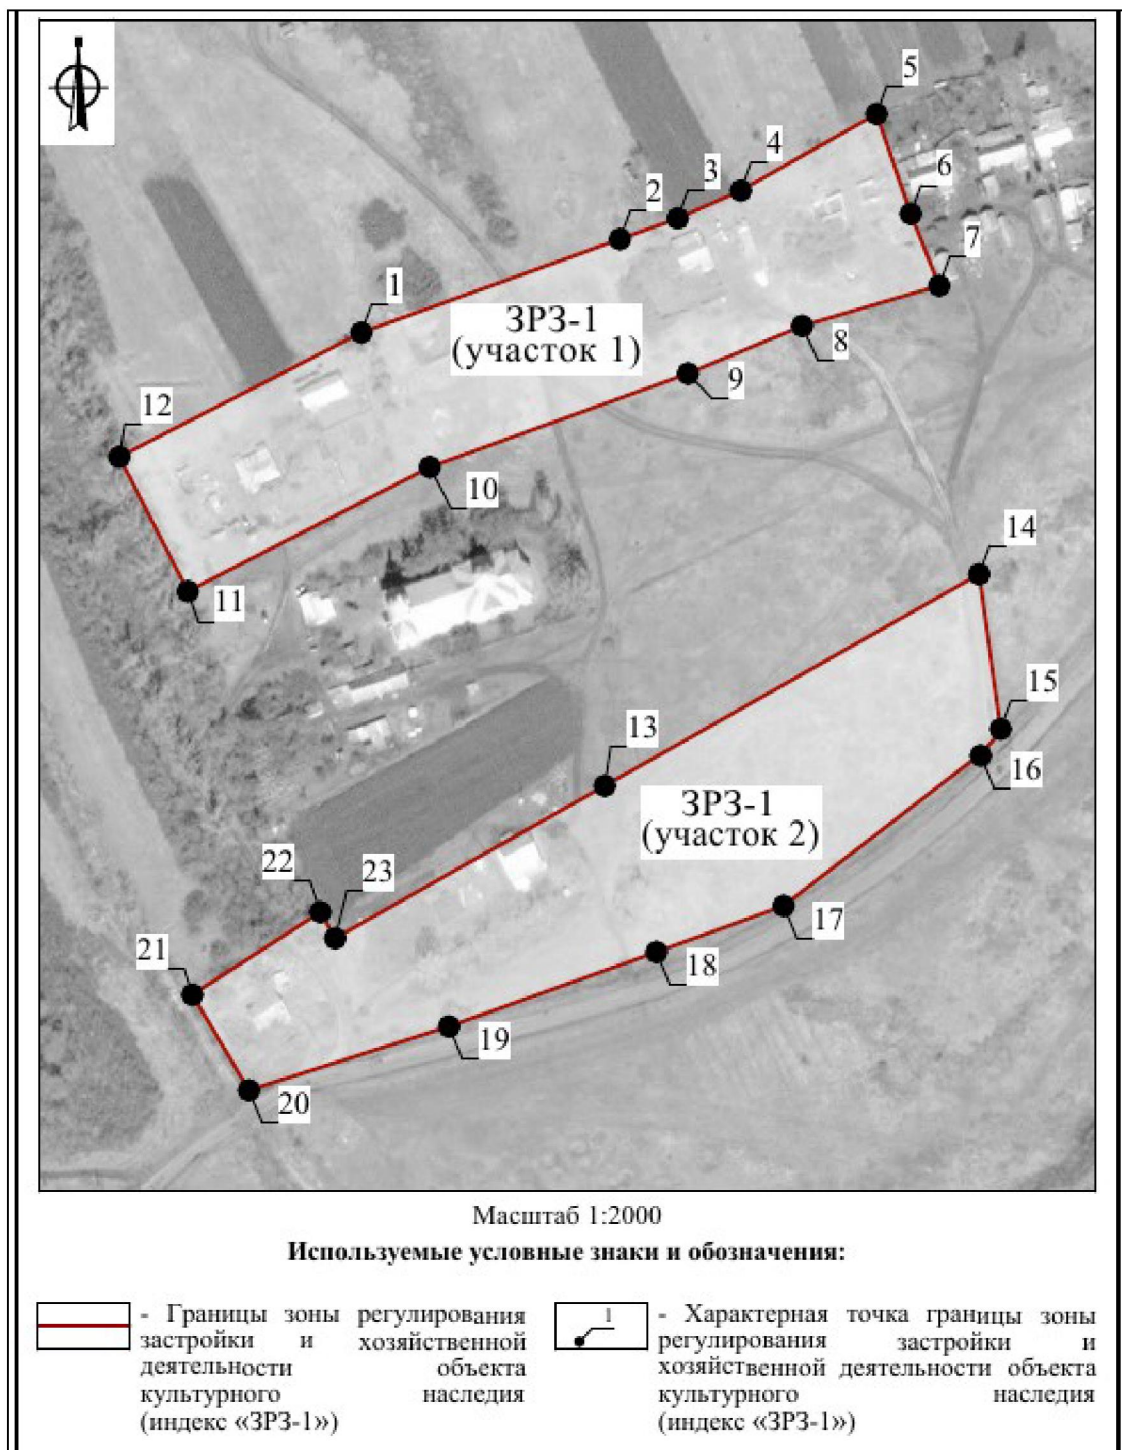 5
4
6
3
2
7
1
ЗРЗ-1
(участок 1)
8
9
12
10
14
11
15
13
16
ЗРЗ-1
(участок 2)
22
23
17
21
18
19
20
Масштаб 1:2000
Используемые условные знаки и обозначения:
- Границы зоны регулирования
застройки и хозяйственной
деятельности объекта
культурного наследия
(индекс «ЗРЗ-1»)
1
- Характерная точка границы зоны
регулирования застройки и
хозяйственной деятельности объекта
культурного наследия
(индекс «ЗРЗ-1»)